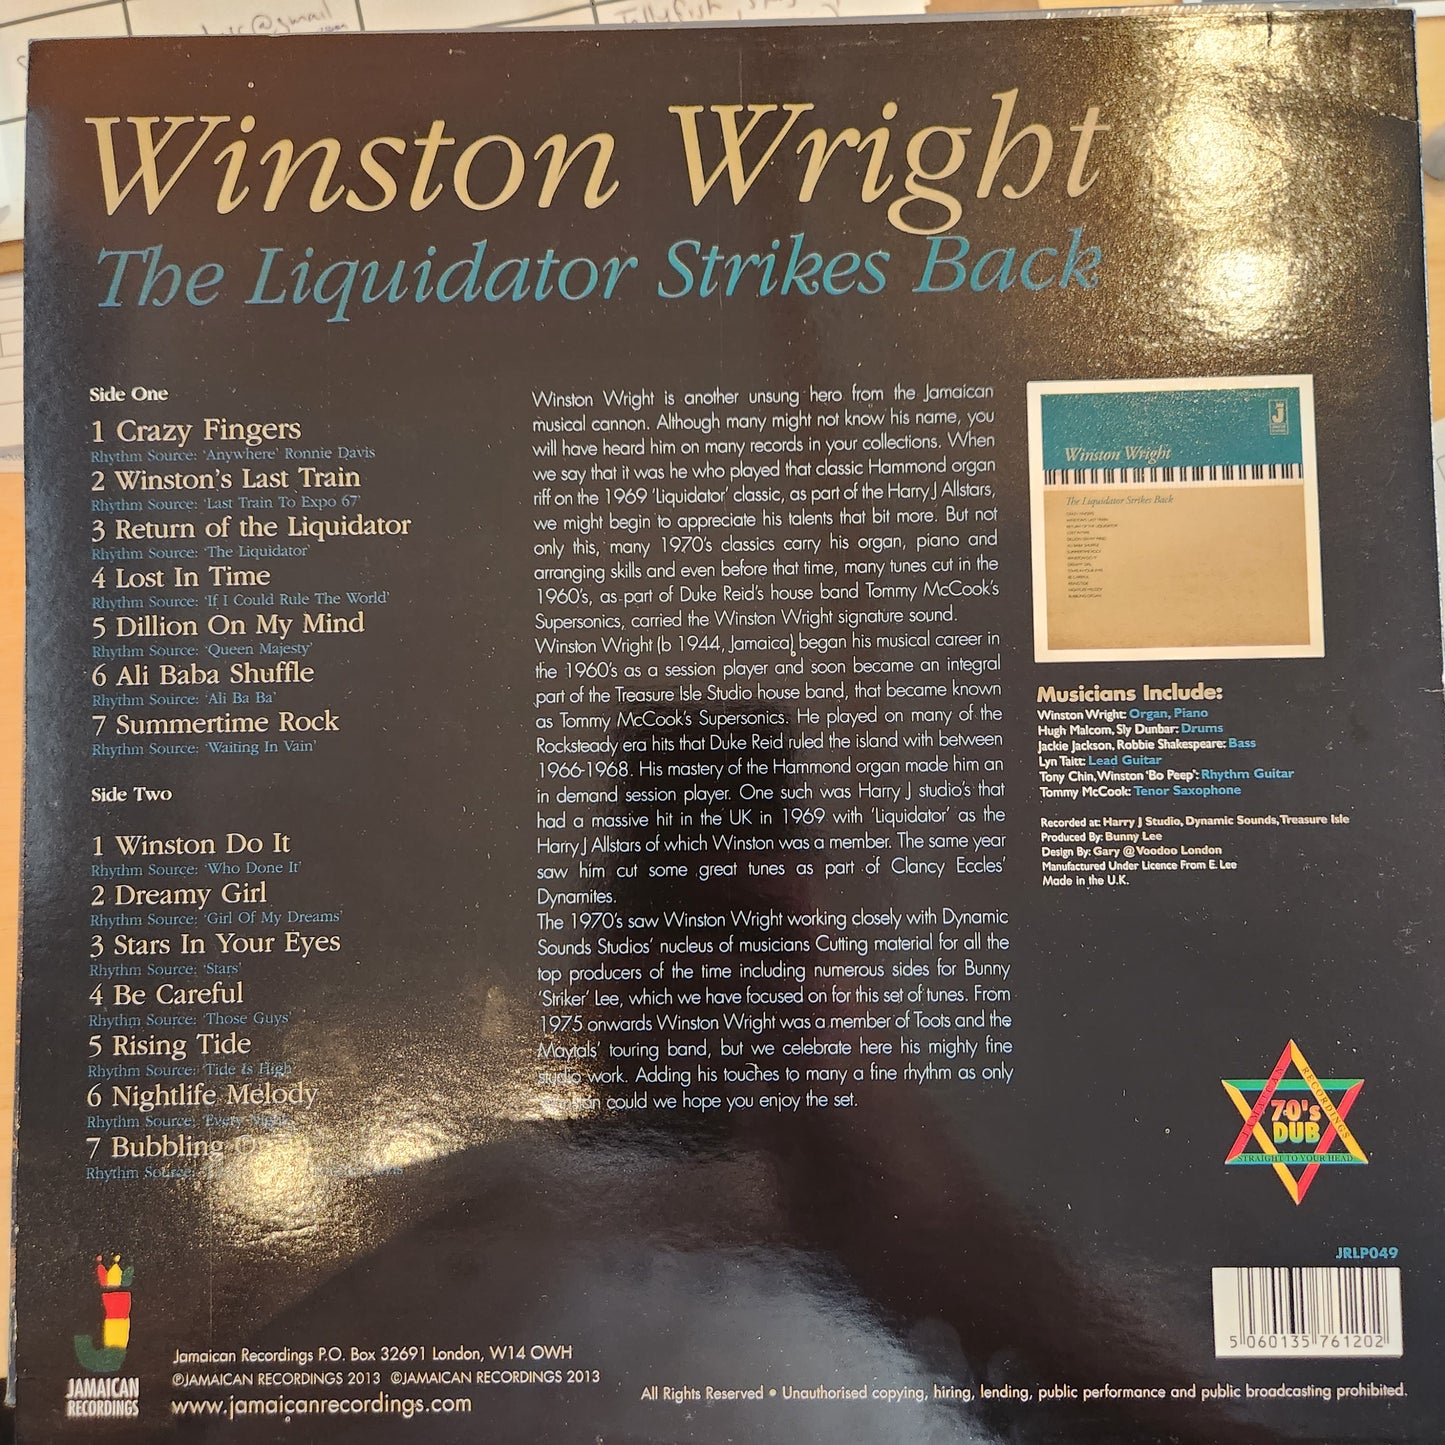 Winston Wright
The Liquidator Strikes Back
Side One
1 Crazy Fingers
Rhythm Source: 'Anywhere' Ronnie Davis
2 Winston's Last Train
Rhythm Source: 'Last Train To Expo 67'
3 Return of the Liquidator
Rhythm Source: 'The Liquidator'
4 Lost In Time
Rhythm Source: 'If I Could Rule The World'
5 Dillion On My Mind
Rhythm Source: 'Queen Majesty'
6 Ali Baba Shuffle
Rhythm Source: 'Ali Ba Ba'
7 Summertime Rock
Rhythm Source: 'Waiting In Vain'
Side Two
1 Winston Do It
Rhythm Source: 'Who Done It'
2 Dreamy Girl
Rhythm Source: 'Girl Of My Dreams'
3 Stars In Your Eyes
Rhythm Source: 'Stars'
4 Be Careful
Rhythm Source: 'Those Guys'
5 Rising Tide
Rhythm Source: 'Tide Is High'
6 Nightlife Melody
Rhythm Source: 'Every Night'
7 Bubbling
Rhythm Source:
Winston Wright is another unsung hero from the Jamaican
musical cannon. Although many might not know his name, you
will have heard him on many records in your collections. When
we say that it was he who played that classic Hammond organ
riff on the 1969 'Liquidator' classic, as part of the Harry J Allstars,
we might begin to appreciate his talents that bit more. But not
only this, many 1970's classics carry his organ, piano and
arranging skills and even before that time, many tunes cut in the
1960's, as part of Duke Reid's house band Tommy McCook's
Supersonics, carried the Winston Wright signature sound.
Winston Wright (b 1944, Jamaica) began his musical career in
the 1960's as a session player and soon became an integral
part of the Treasure Isle Studio house band, that became known
as Tommy McCook's Supersonics. He played on many of the
Rocksteady era hits that Duke Reid ruled the island with between
1966-1968. His mastery of the Hammond organ made him an
in demand session player. One such was Harry J studio's that
had a massive hit in the UK in 1969 with 'Liquidator' as the
Harry J Allstars of which Winston was a member. The same year
saw him cut some great tunes as part of Clancy Eccles'
Dynamites.
The 1970's saw Winston Wright working closely with Dynamic
Sounds Studios' nucleus of musicians Cutting material for all the
top producers of the time including numerous sides for Bunny
'Striker' Lee, which we have focused on for this set of tunes. From
1975 onwards Winston Wright was a member of Toots and the
Maytals' touring band, but we celebrate here his mighty fine
studio work. Adding his touches to many a fine rhythm as only
Winston could we hope you enjoy the set.
Winston Wright
The Liquidator Strikes Back
Musicians Include:
Winston Wright: Organ, Piano
Hugh Malcom, Sly Dunbar: Drums
Jackie Jackson, Robbie Shakespeare: Bass
Lyn Taitt: Lead Guitar
Tony Chin, Winston 'Bo Peep': Rhythm Guitar
Tommy McCook: Tenor Saxophone
Recorded at: Harry J Studio, Dynamic Sounds, Treasure Isle
Produced By: Bunny Lee
Design By: Gary @ Voodoo London
Manufactured Under Licence From E. Lee
Made in the U.K.
JAMAICAN RECORDINGS
70's
DUB
STRAIGHT TO YOUR HEAD
JRLP049
5 060135 761202
JAMAICAN
RECORDINGS
Jamaican Recordings P.O. Box 32691 London, W14 OWH
℗JAMAICAN RECORDINGS 2013 ©JAMAICAN RECORDINGS 2013
www.jamaicanrecordings.com
All Rights Reserved • Unauthorised copying, hiring, lending, public performance and public broadcasting prohibited.